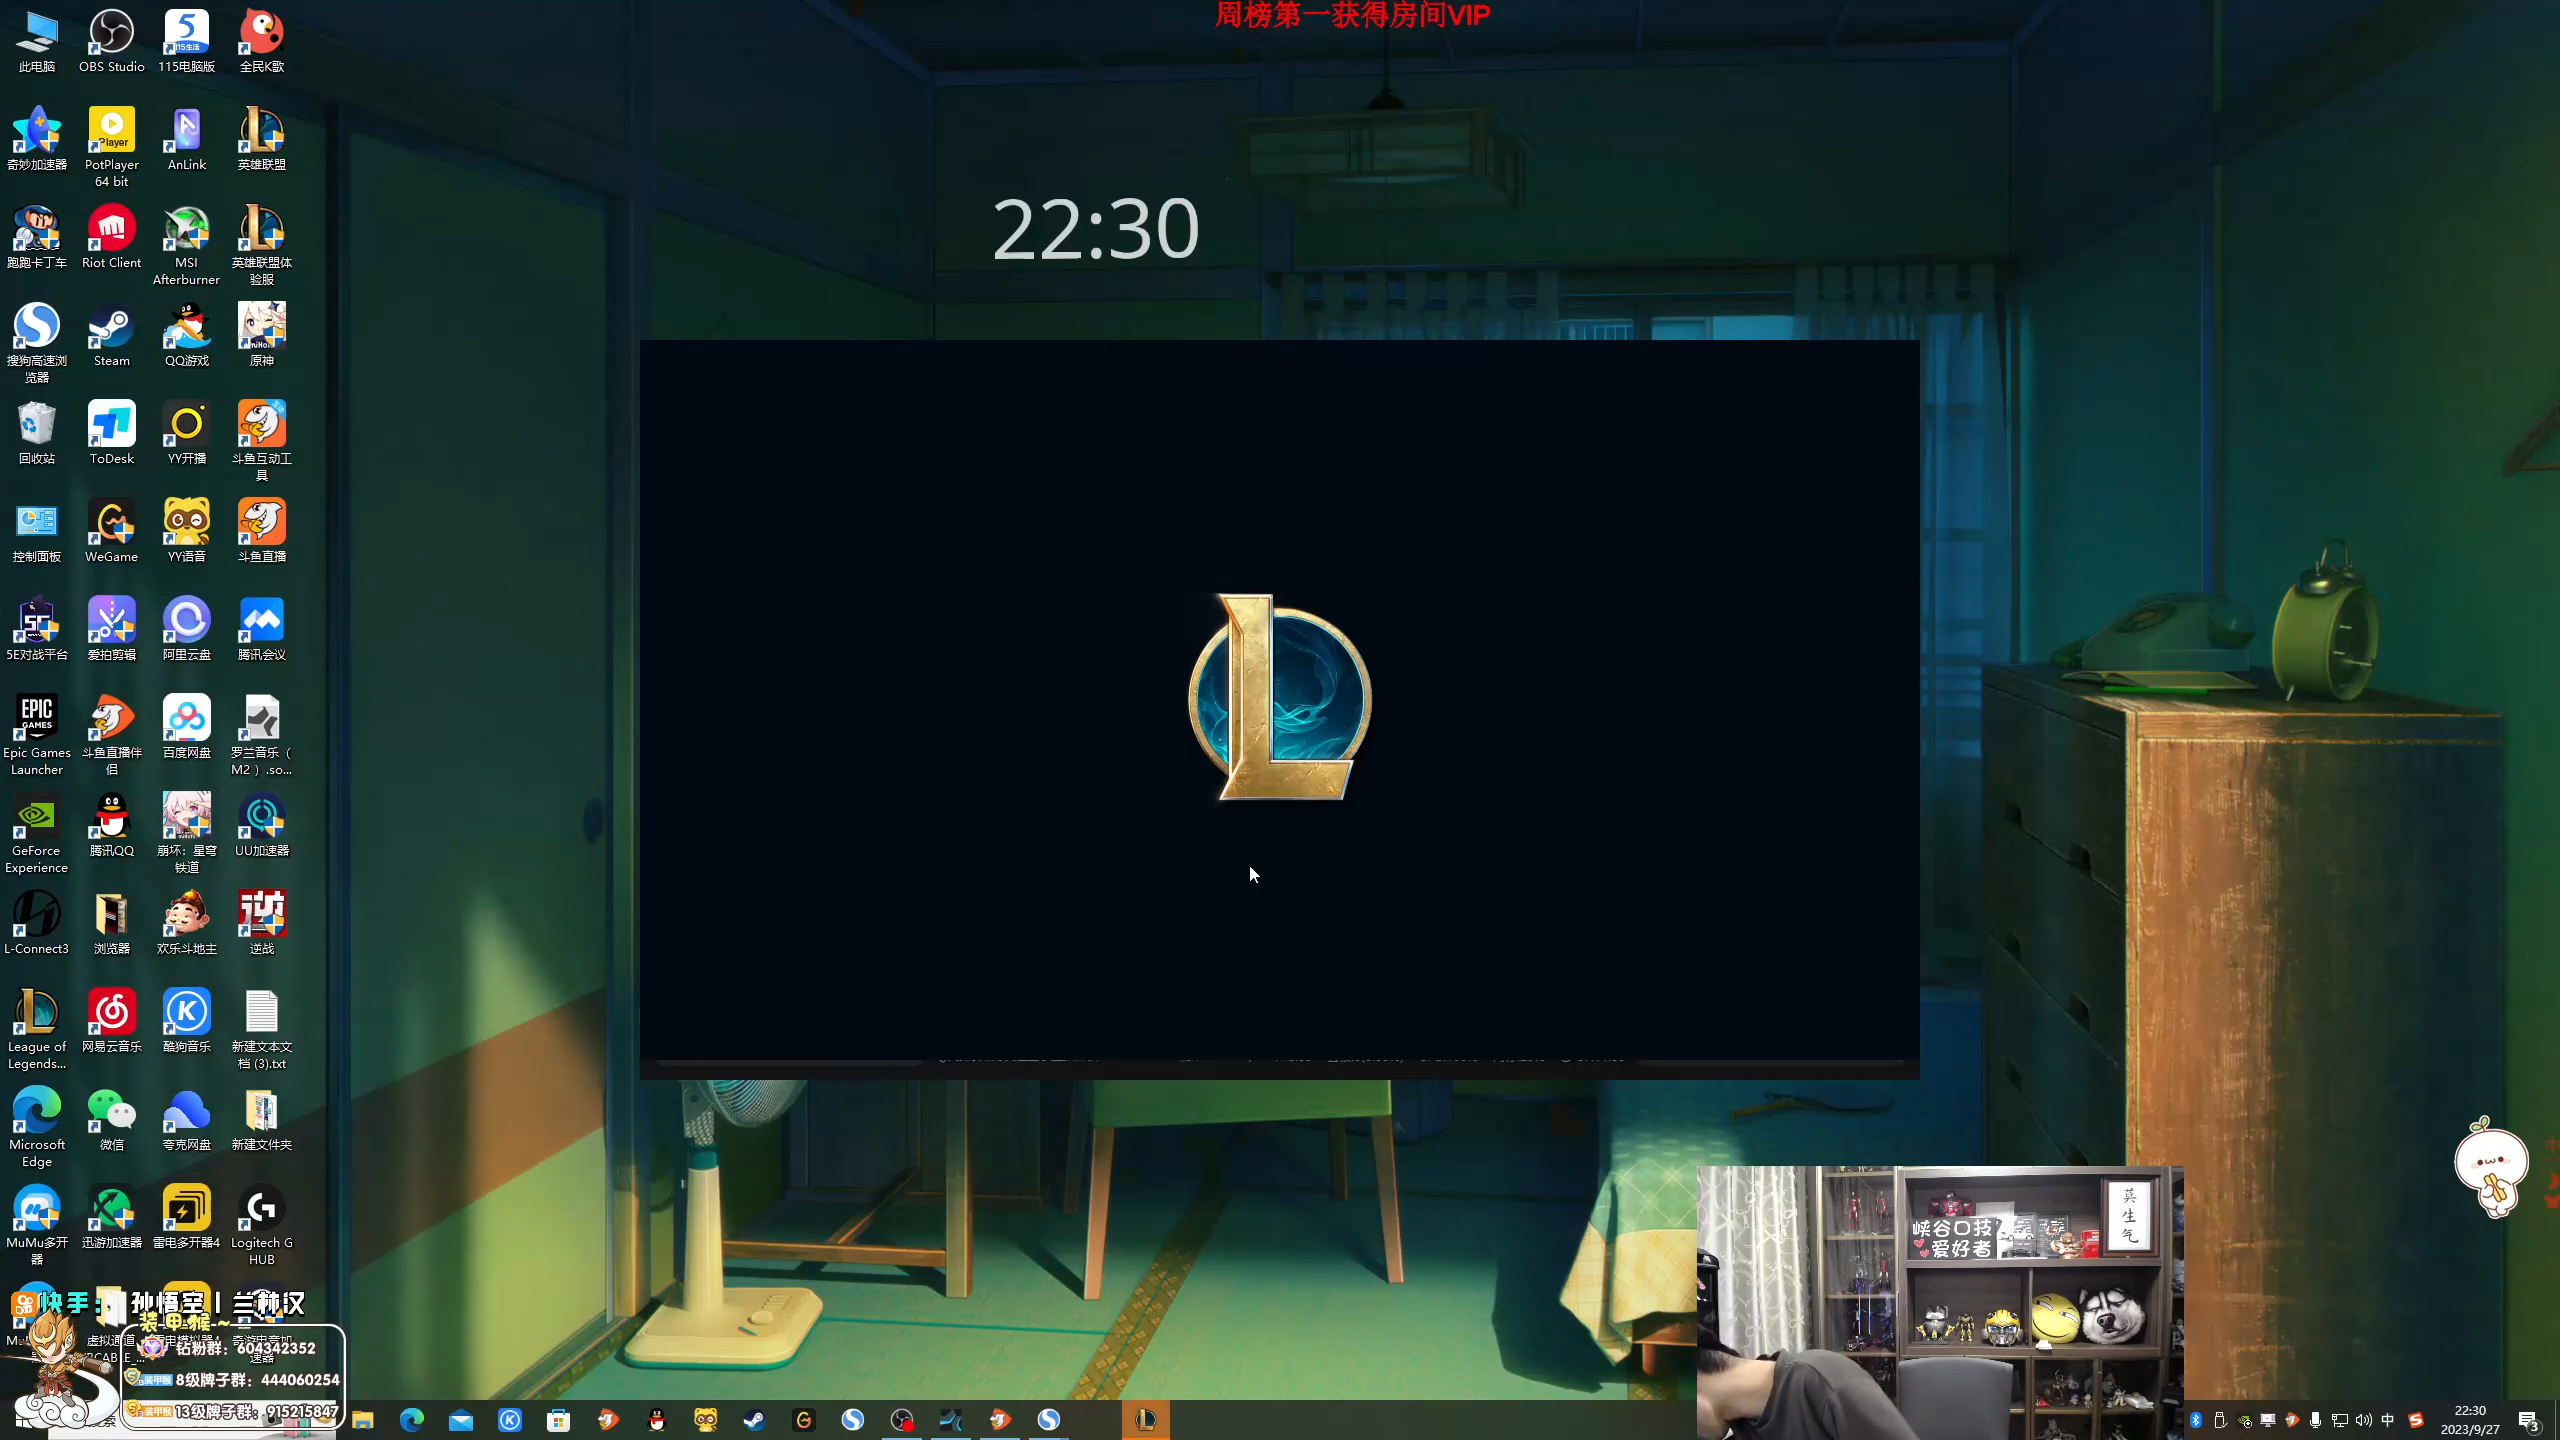 周榜第一获得房间VIP
22:30
此电脑
OBS Studio
115电脑版
全民K歌
奇妙加速器
PotPlayer
64 bit
AnLink
英雄联盟
跑跑卡丁车
Riot Client
MSI
Afterburner
英雄联盟体
验服
搜狗高速浏
览器
Steam
QQ游戏
原神
回收站
ToDesk
YY开播
斗鱼互动工
具
控制面板
WeGame
YY语音
斗鱼直播
5E对战平台
爱拍剪辑
阿里云盘
腾讯会议
EPIC
GAMES
Epic Games
Launcher
斗鱼直播伴
侣
百度网盘
罗兰音乐（
M2 ）.so...
GeForce
Experience
腾讯QQ
崩坏：星穹
铁道
UU加速器
L-Connect3
浏览器
欢乐斗地主
逆战
League of
Legends...
网易云音乐
酷狗音乐
新建文本文
档 (3).txt
Microsoft
Edge
微信
夸克网盘
新建文件夹
MuMu多开
器
迅游加速器
雷电多开器4
Logitech G
HUB
快手：孙悟空丨兰林汉
装甲猴~
钻粉群：604342352
8级牌子群：444060254
13级牌子群：915215847
峡谷口技
爱好者
莫
生
气
中
22:30
2023/9/27
3